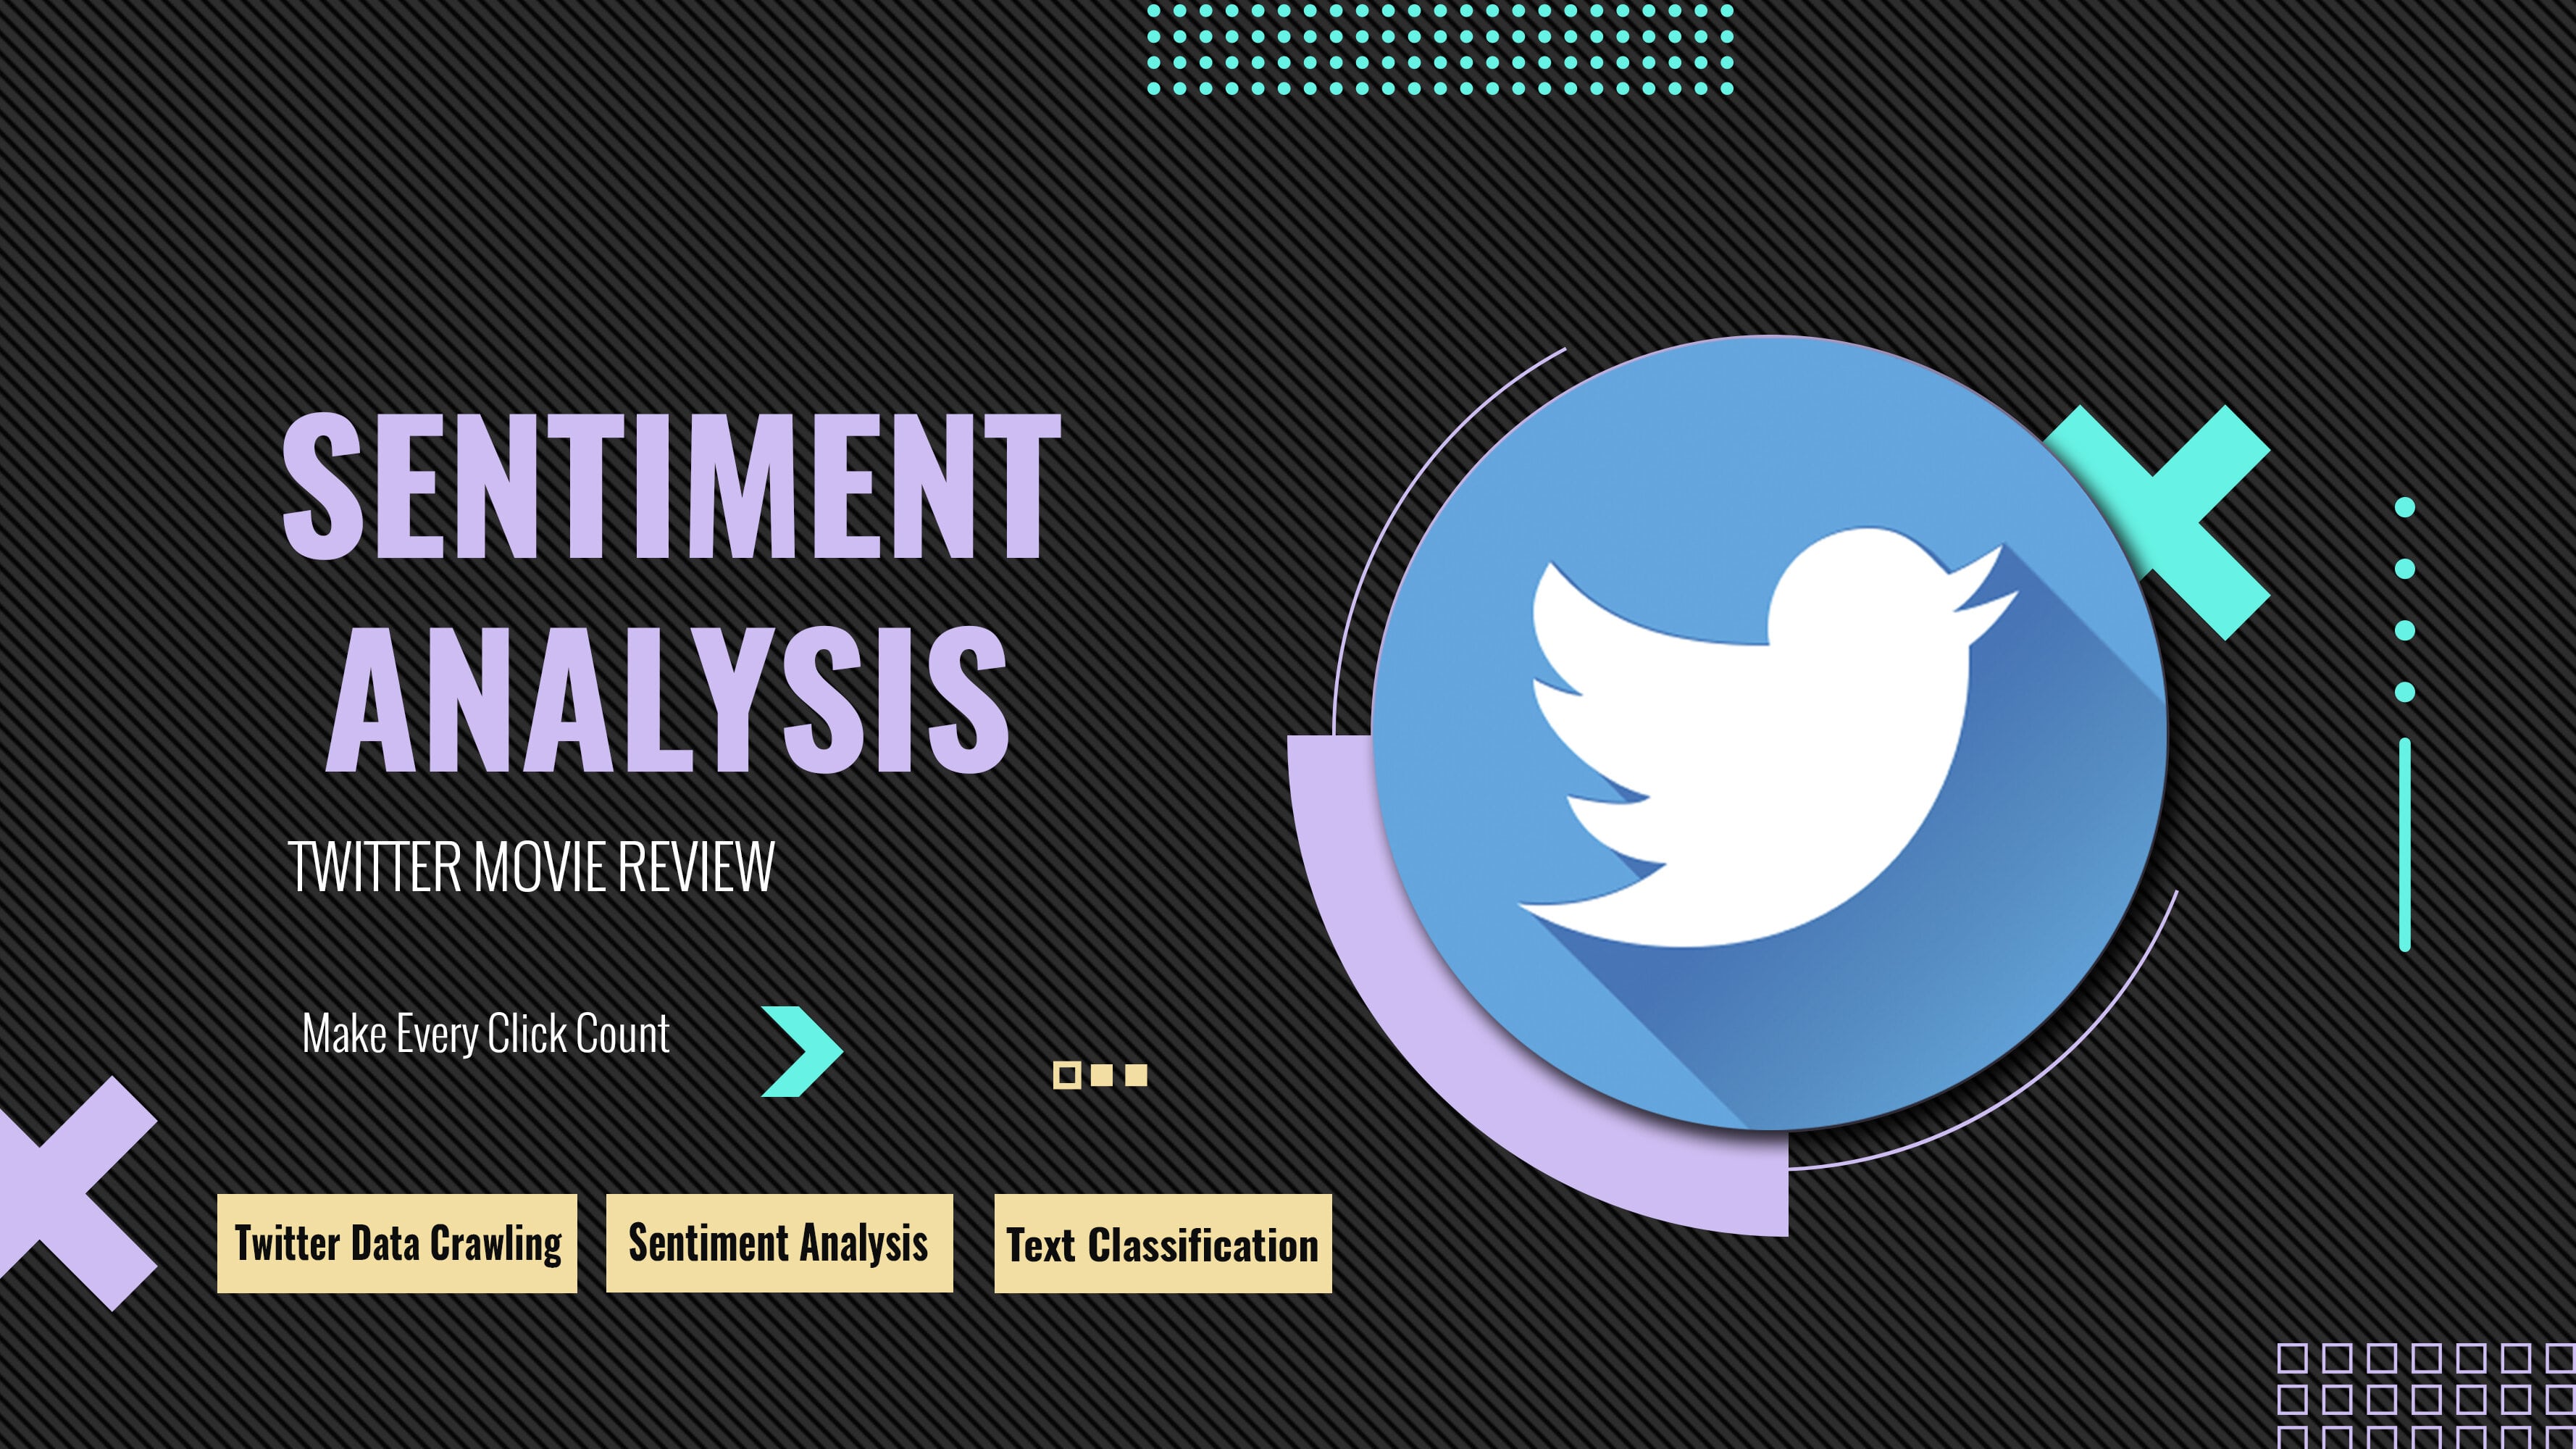 SENTIMENT
ANALYSIS
TWITTER MOVIE REVIEW
Make Every Click Count
Twitter Data Crawling
Sentiment Analysis
Text Classification